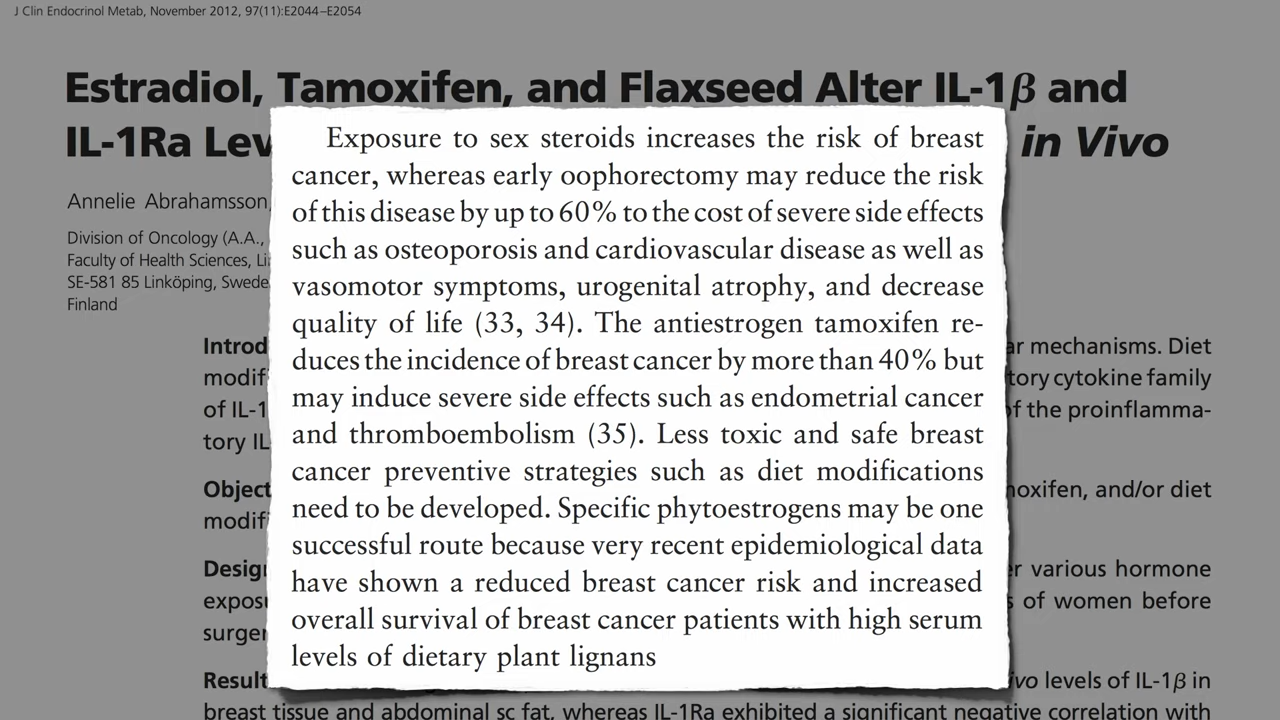 J Clin Endocrinol Metab, November 2012, 97(11):E2044–E2054
Estradiol, Tamoxifen, and Flaxseed Alter IL-1β and
IL-1Ra Lev
in Vivo
Annelie Abrahamsson,
Division of Oncology (A.A.,
Faculty of Health Sciences, Li
SE-581 85 Linköping, Swede
Finland
Exposure to sex steroids increases the risk of breast
cancer, whereas early oophorectomy may reduce the risk
of this disease by up to 60% to the cost of severe side effects
such as osteoporosis and cardiovascular disease as well as
vasomotor symptoms, urogenital atrophy, and decrease
quality of life (33, 34). The antiestrogen tamoxifen re-
duces the incidence of breast cancer by more than 40% but
may induce severe side effects such as endometrial cancer
and thromboembolism (35). Less toxic and safe breast
cancer preventive strategies such as diet modifications
need to be developed. Specific phytoestrogens may be one
successful route because very recent epidemiological data
have shown a reduced breast cancer risk and increased
overall survival of breast cancer patients with high serum
levels of dietary plant lignans
Introd
ar mechanisms. Diet
modif
tory cytokine family
of IL-1
of the proinflamma-
tory IL
Object
moxifen, and/or diet
modif
Design
er various hormone
expos
s of women before
surger
Result
ivo levels of IL-1β in
breast tissue and abdominal sc fat, whereas IL-1Ra exhibited a significant negative correlation with